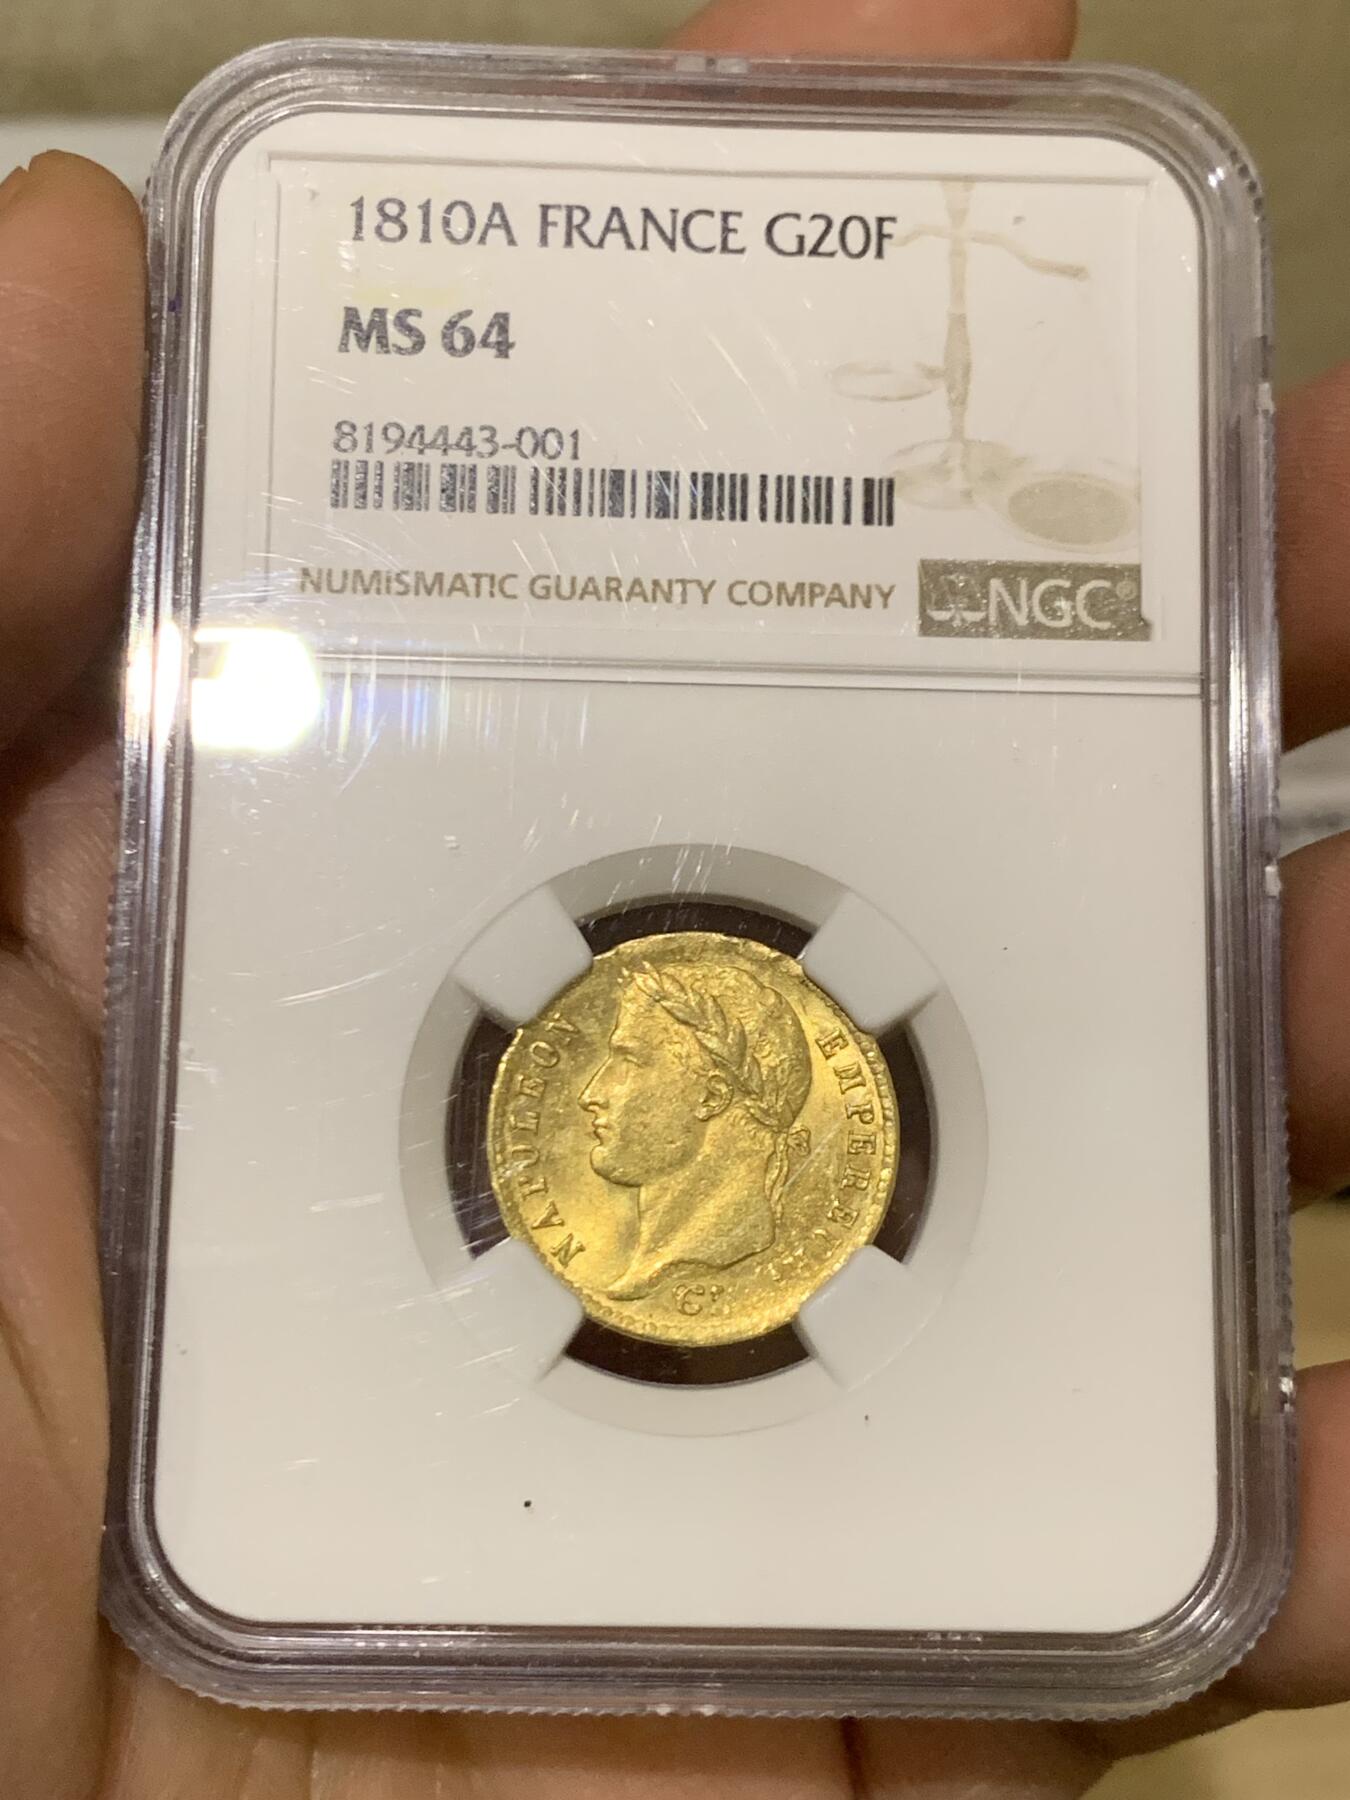 1810A FRANCE G20F
MS 64
8194443-001
NUMISMATIC GUARANTY COMPANY
NGC®
NAPOLEON
EMPEREUR